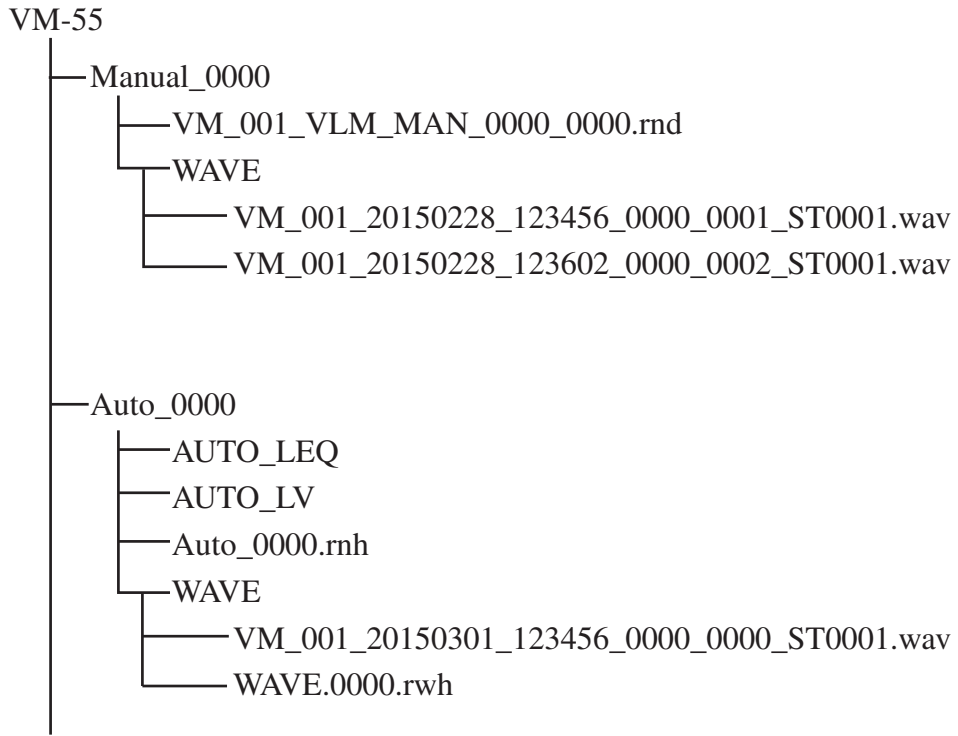 VM-55
Manual_0000
VM_001_VLM_MAN_0000_0000.rnd
WAVE
VM_001_20150228_123456_0000_0001_ST0001.wav
VM_001_20150228_123602_0000_0002_ST0001.wav
Auto_0000
AUTO_LEQ
AUTO_LV
Auto_0000.rnh
WAVE
VM_001_20150301_123456_0000_0000_ST0001.wav
WAVE.0000.rwh